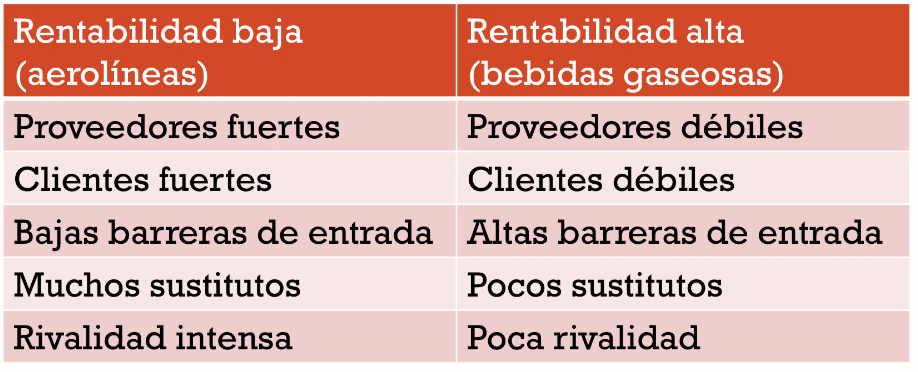 Rentabilidad baja
(aerolíneas)
Rentabilidad alta
(bebidas gaseosas)
Proveedores fuertes
Proveedores débiles
Clientes fuertes
Clientes débiles
Bajas barreras de entrada
Altas barreras de entrada
Muchos sustitutos
Pocos sustitutos
Rivalidad intensa
Poca rivalidad